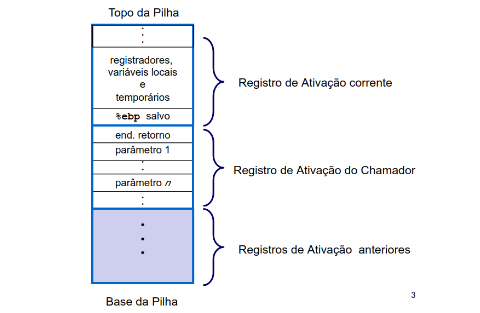 Topo da Pilha
registradores,
variáveis locais
e
temporários
%ebp salvo
Registro de Ativação corrente
end. retorno
parâmetro 1
parâmetro n
Registro de Ativação do Chamador
Registros de Ativação anteriores
Base da Pilha
3